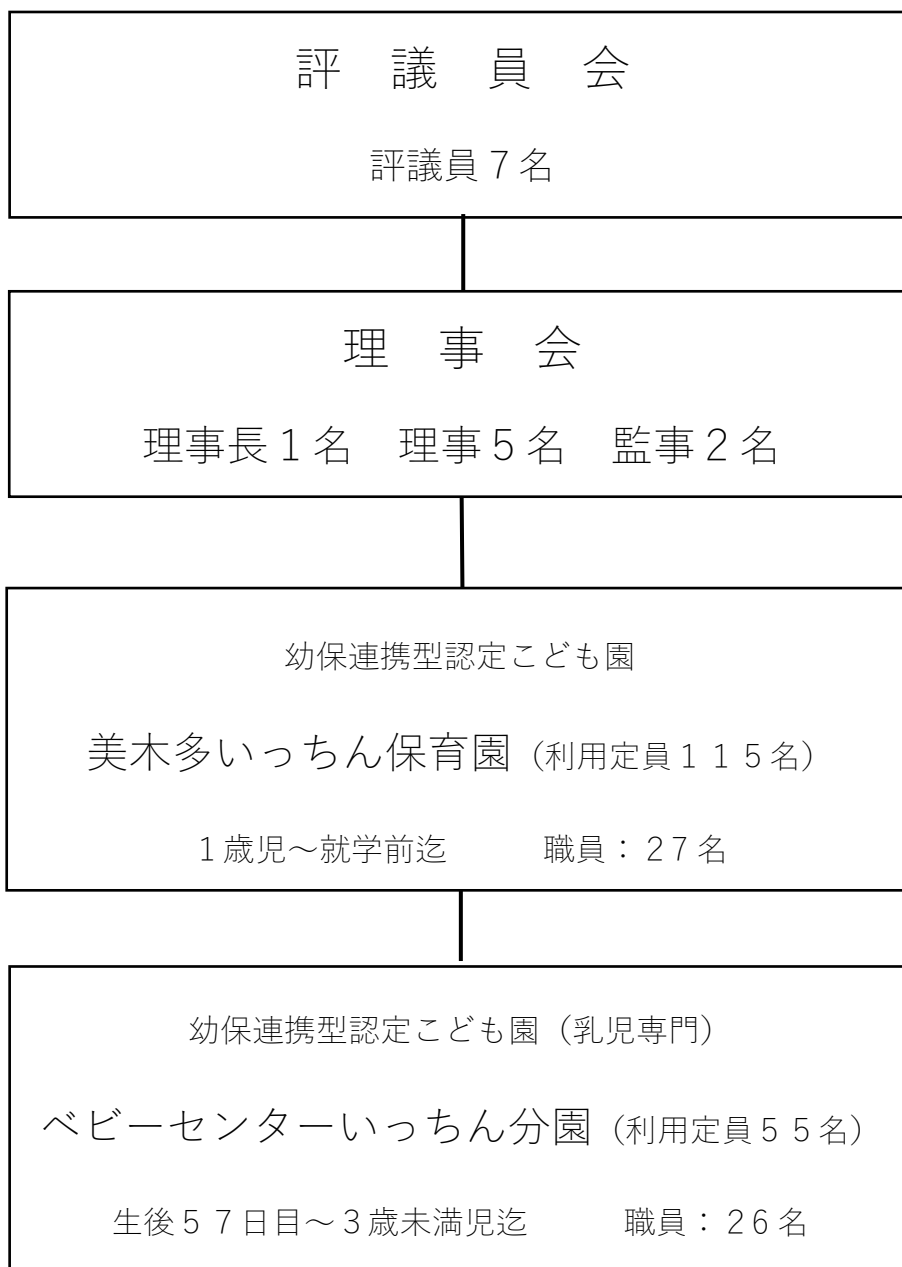 評　議　員　会
評議員７名
理　事　会
理事長１名　理事５名　監事２名
幼保連携型認定こども園
美木多いっちん保育園（利用定員１１５名）
１歳児～就学前迄　　職員：27名
幼保連携型認定こども園（乳児専門）
ベビーセンターいっちん分園（利用定員５５名）
生後５７日目～３歳未満児迄　　職員：26名